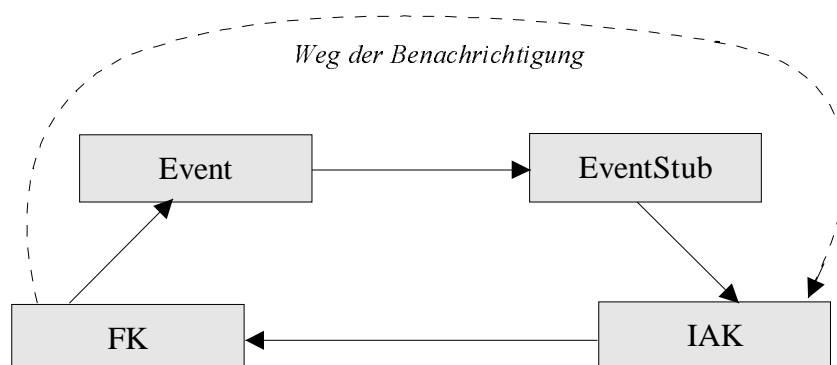 Weg der Benachrichtigung
Event
EventStub
FK
IAK